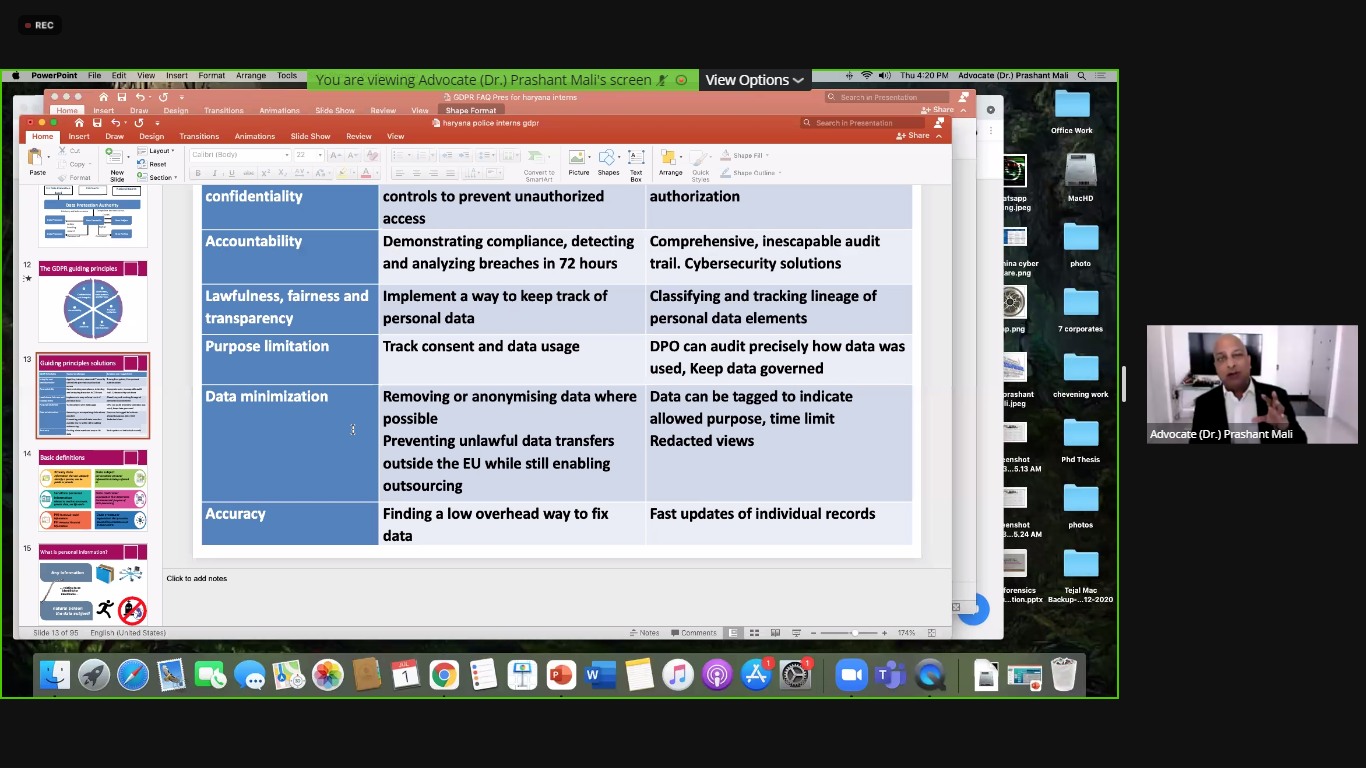 REC
PowerPoint File Edit View Insert Format Arrange Tools
You are viewing Advocate (Dr.) Prashant Mali's screen
View Options
Thu 4:20 PM Advocate (Dr.) Prashant Mali
GDPR FAQ Pres for haryana interns
Search in Presentation
Home Insert Draw Design Transitions Animations Slide Show Review View Shape Format
Share
haryana police interns gdpr
Search in Presentation
Home Insert Draw Design Transitions Animations Slide Show Review View
Share
Paste
Cut
Copy
Format
New Slide
Layout
Reset
Section
Calibri (Body)
22
Convert to SmartArt
Picture
Shapes
Text Box
Arrange
Quick Styles
Shape Fill
Shape Outline
Data Protection Authority
12
The GDPR guiding principles
13
Guiding principles solutions
14
Basic definitions
15
What is personal information?
confidentiality
controls to prevent unauthorized
access
authorization
Accountability
Demonstrating compliance, detecting
and analyzing breaches in 72 hours
Comprehensive, inescapable audit
trail. Cybersecurity solutions
Lawfulness, fairness and
transparency
Implement a way to keep track of
personal data
Classifying and tracking lineage of
personal data elements
Purpose limitation
Track consent and data usage
DPO can audit precisely how data was
used, Keep data governed
Data minimization
Removing or anonymising data where
possible
Preventing unlawful data transfers
outside the EU while still enabling
outsourcing
Data can be tagged to indicate
allowed purpose, time limit
Redacted views
Accuracy
Finding a low overhead way to fix
data
Fast updates of individual records
Click to add notes
Slide 13 of 95 English (United States)
Notes Comments
174%
Office Work
MacHD
photo
7 corporates
chevening work
Phd Thesis
photos
Tejal Mac
Backup-...12-2020
atsapp
ng.jpeg
ina cyber
are.png
p.png
prashant
li.jpeg
eenshot
3...5.13 AM
eenshot
3...5.24 AM
forensics
...tion.pptx
JUL
1
1
1
Advocate (Dr.) Prashant Mali